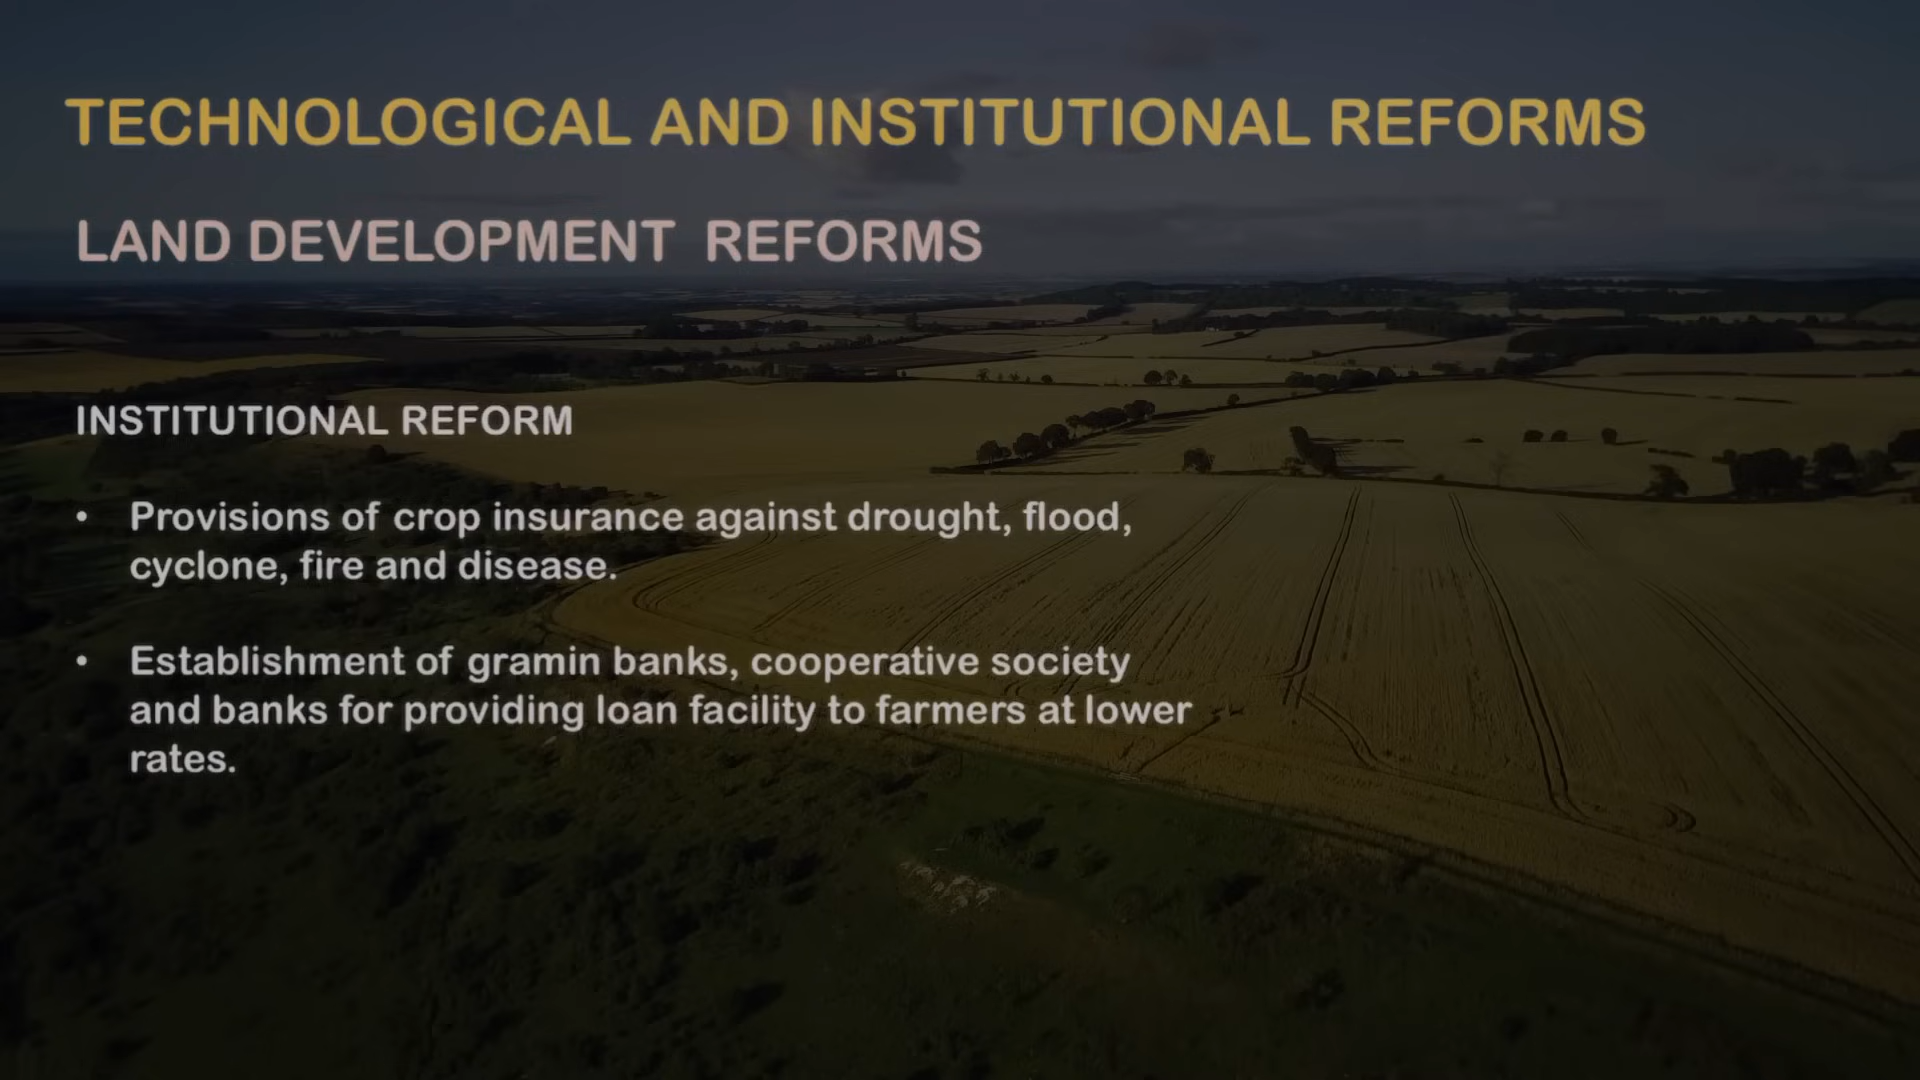 TECHNOLOGICAL AND INSTITUTIONAL REFORMS
LAND DEVELOPMENT REFORMS
INSTITUTIONAL REFORM
• Provisions of crop insurance against drought, flood,
cyclone, fire and disease.
• Establishment of gramin banks, cooperative society
and banks for providing loan facility to farmers at lower
rates.